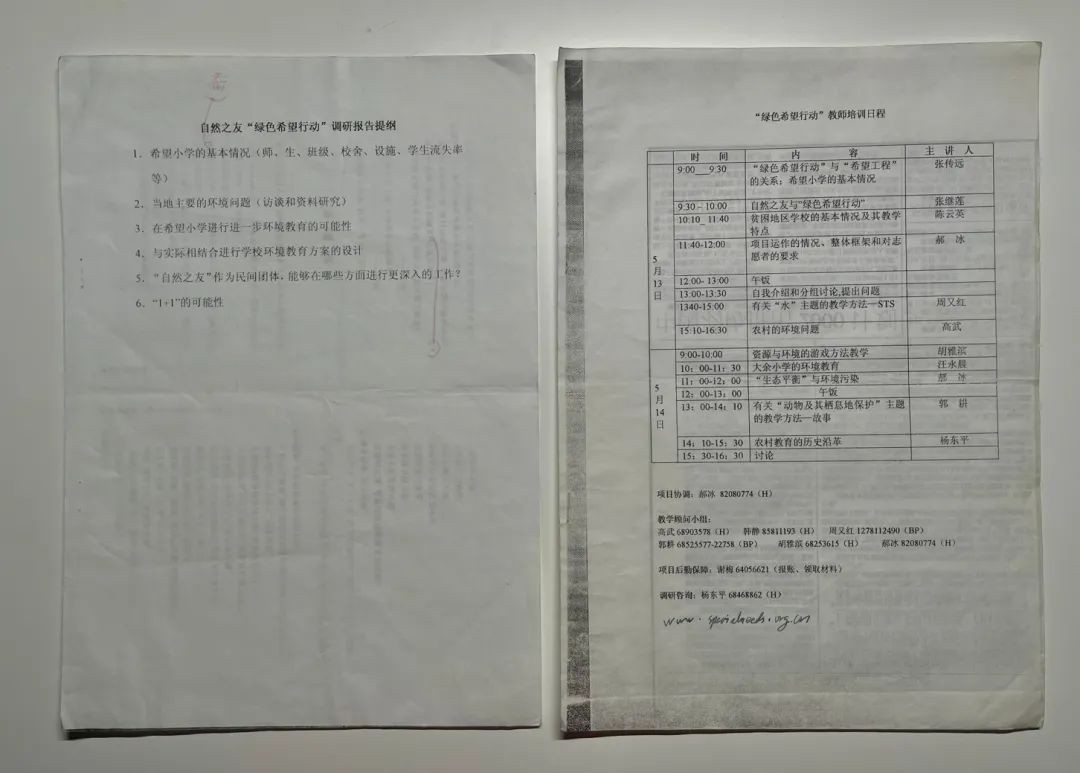 自然之友“绿色希望行动”调研报告提纲
1．希望小学的基本情况（师、生、班级、校舍、设施、学生流失率
等）
2．当地主要的环境问题（访谈和资料研究）
3．在希望小学进行进一步环境教育的可能性
4．与实际相结合进行学校环境教育方案的设计
5．“自然之友”作为民间团体，能够在哪些方面进行更深入的工作？
6．“1+1”的可能性
“绿色希望行动”教师培训日程
时 间 内 容 主 讲 人
5月13日
9:00__9:30 “绿色希望行动”与“希望工程” 张传远
的关系；希望小学的基本情况
9:30－10:00 自然之友与“绿色希望行动” 张继莲
10:10_ 11:40 贫困地区学校的基本情况及其教学 陈云英
特点
11:40-12:00 项目运作的情况、整体框架和对志 郝 冰
愿者的要求
12:00- 13:00 午饭
13:00-13:30 自我介绍和分组讨论,提出问题
1340-15:00 有关“水”主题的教学方法—STS 周又红
15:10-16:30 农村的环境问题 高武
5月14日
9:00-10:00 资源与环境的游戏方法教学 胡雅滨
10：00-11：30 大余小学的环境教育 汪永晨
11：00-12：00 “生态平衡”与环境污染 郝 冰
12：00-13：00 午饭
13：00-14：10 有关“动物及其栖息地保护”主题 郭 耕
的教学方法—故事
14：10-15：30 农村教育的历史沿革 杨东平
15：30-16：30 讨论
项目协调：郝冰 82080774（H）
教学顾问小组：
高武 68903578（H） 韩静 85811193（H） 周又红 1278112490（BP）
郭耕 68525577-22758（BP） 胡雅滨 68253615（H） 郝冰 82080774（H）
项目后勤保障：谢梅 64056621（报账、领取材料）
调研咨询：杨东平 68468862（H）